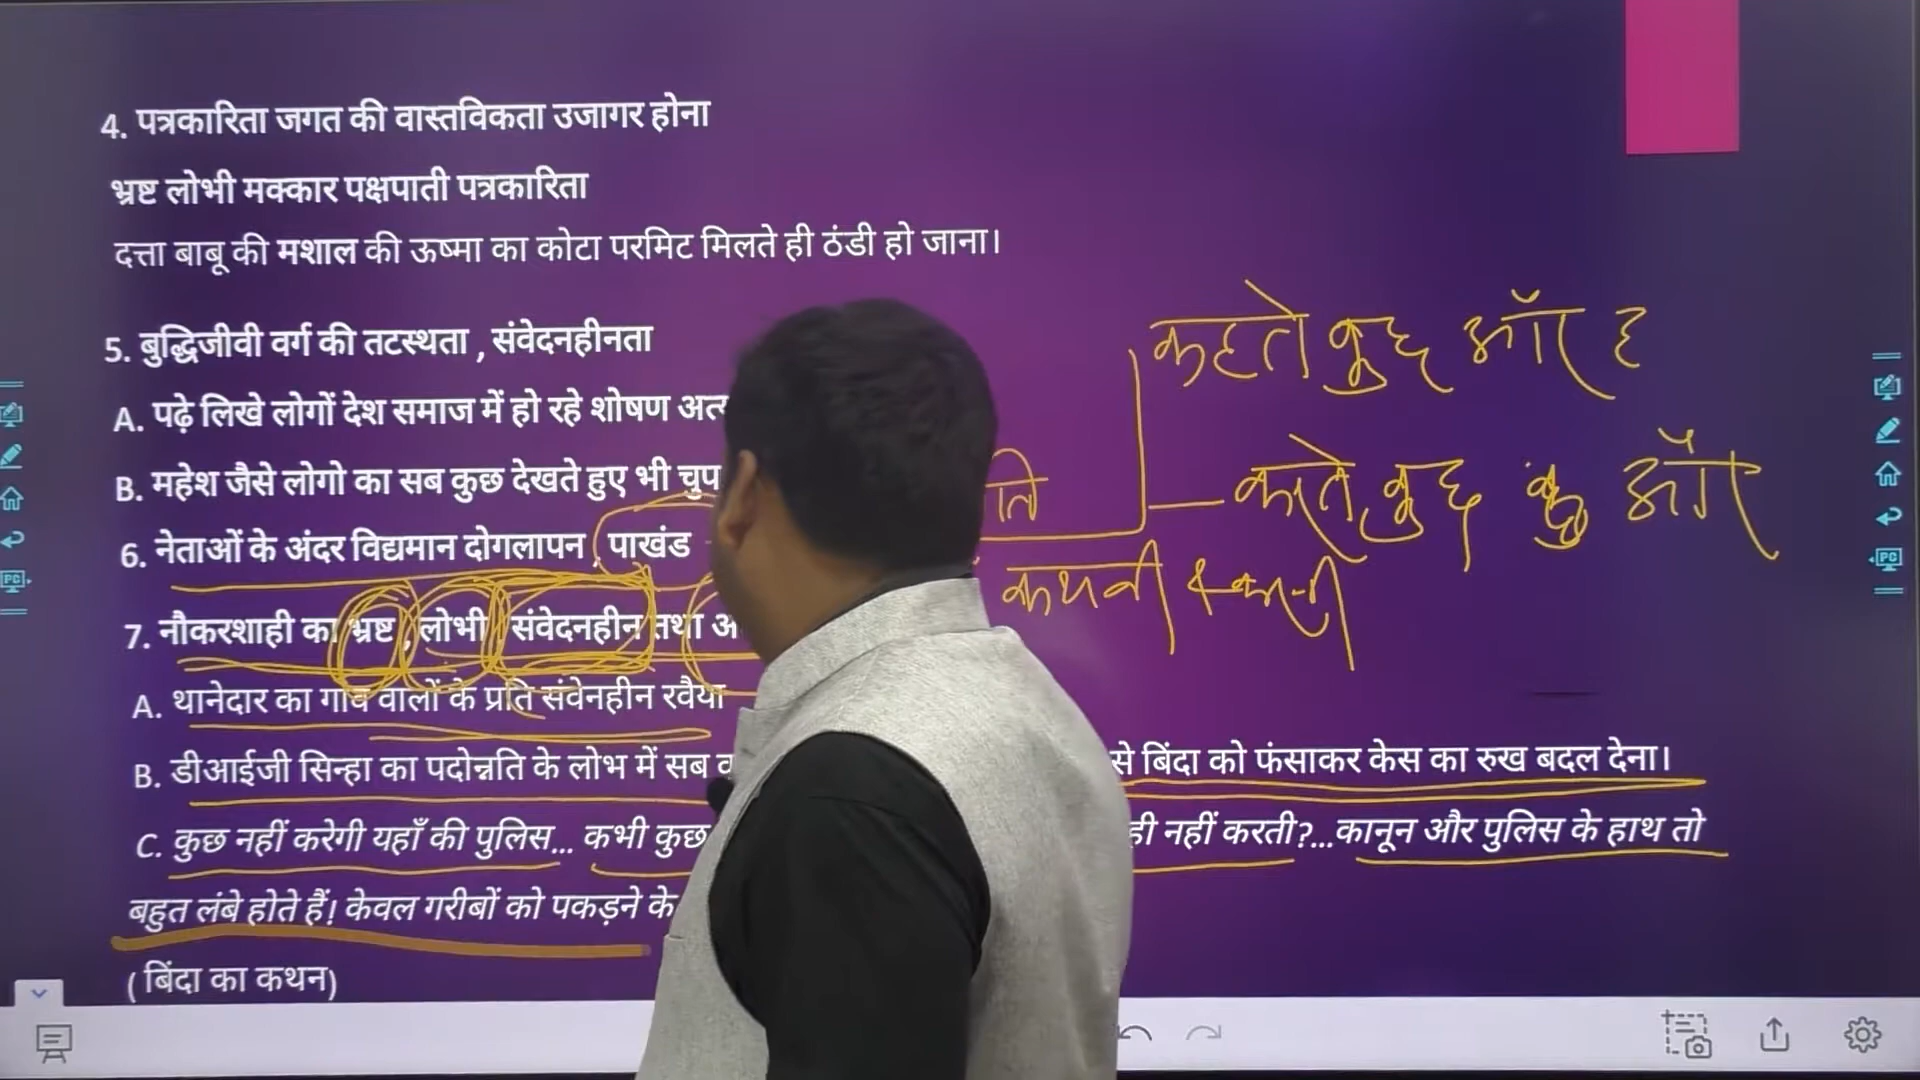 4. पत्रकारिता जगत की वास्तविकता उजागर होना
भ्रष्ट लोभी मक्कार पक्षपाती पत्रकारिता
दत्ता बाबू की मशाल की ऊष्मा का कोटा परमिट मिलते ही ठंडी हो जाना।
कहते कुछ और ह
5. बुद्धिजीवी वर्ग की तटस्थता , संवेदनहीनता
A. पढ़े लिखे लोगों देश समाज में हो रहे शोषण
B. महेश जैसे लोगो का सब कुछ देखते हुए भी चुप
ति
करते कुछ और
6. नेताओं के अंदर विद्यमान दोगलापन , पाखंड
कथनी करनी
7. नौकरशाही का भ्रष्ट , लोभी संवेदनहीन तथा
A. थानेदार का गांव वालों के प्रति संवेनहीन रवैया
B. डीआईजी सिन्हा का पदोन्नति के लोभ में सब से बिंदा को फंसाकर केस का रुख बदल देना।
C. कुछ नहीं करेगी यहाँ की पुलिस... कभी कुछ ही नहीं करती?...कानून और पुलिस के हाथ तो
बहुत लंबे होते हैं! केवल गरीबों को पकड़ने के
( बिंदा का कथन)
PC
PC